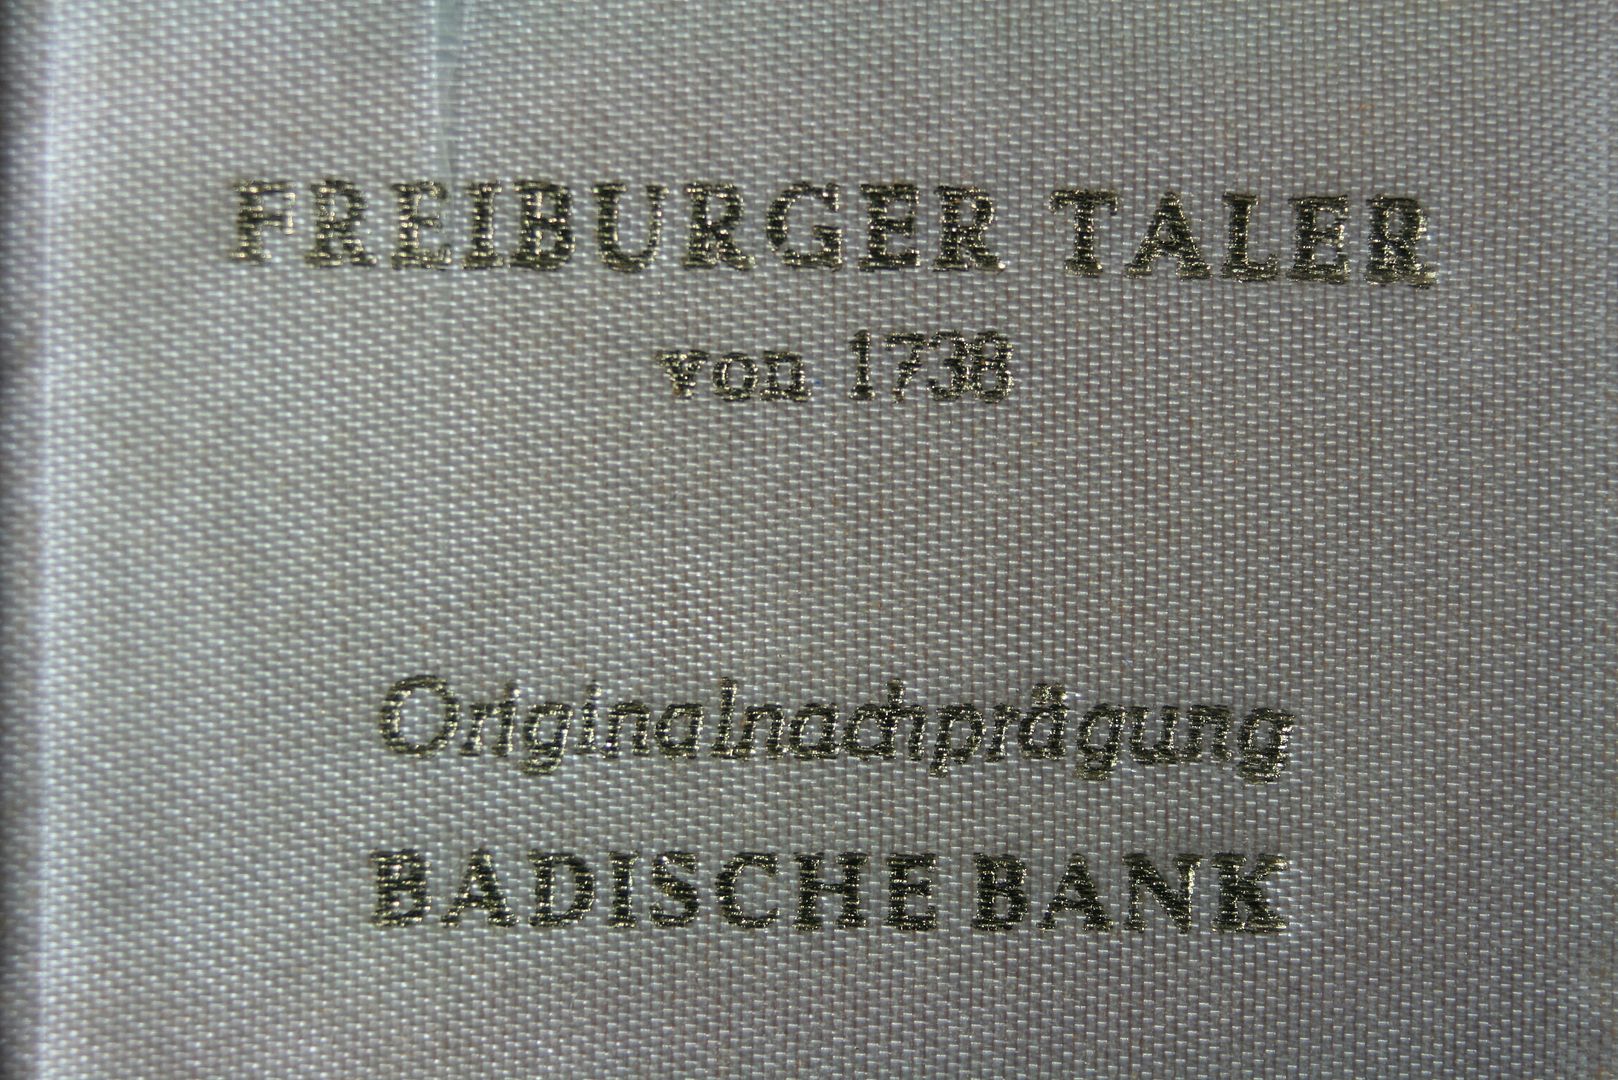 FREIBURGER TALER
von 1738
Originalnachprägung
BADISCHE BANK